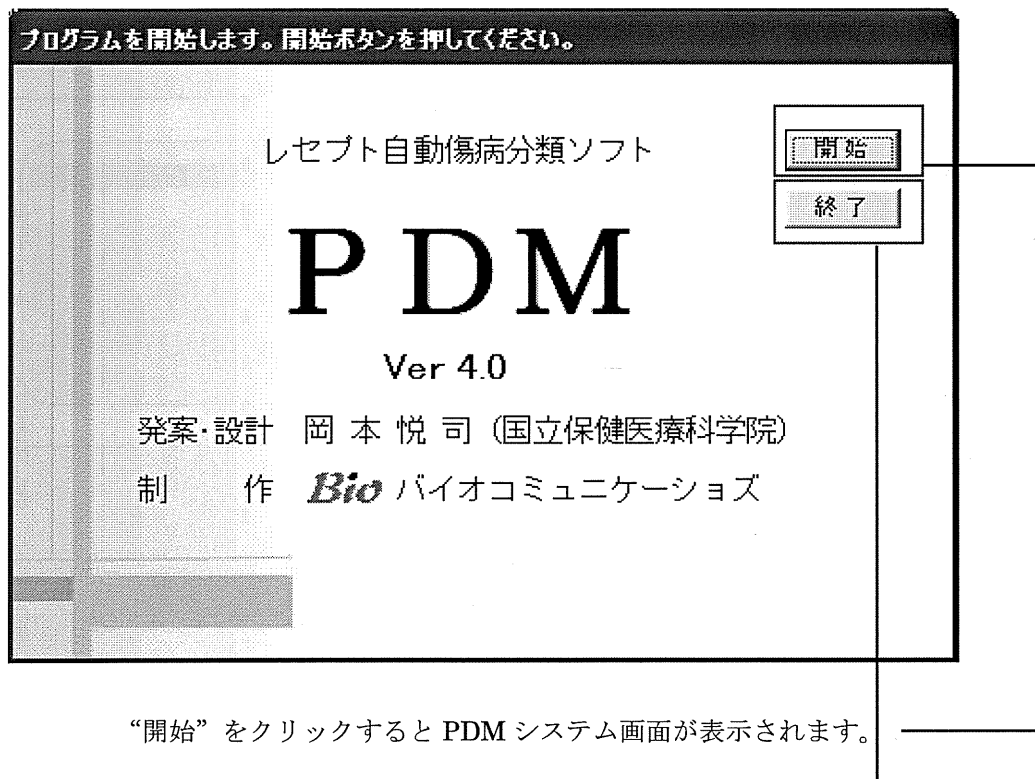 プログラムを開始します。開始ボタンを押してください。
レセプト自動傷病分類ソフト
開始
終了
PDM
Ver 4.0
発案・設計 岡本悦司 (国立保健医療科学院)
制作 Bio バイオコミュニケーションズ
“開始”をクリックすると PDM システム画面が表示されます。